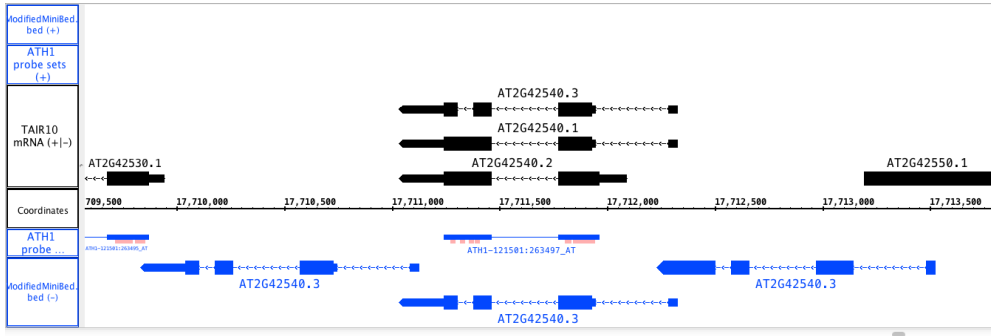 ModifiedMiniBed.
bed (+)
ATH1
probe sets
(+)
AT2G42540.3
AT2G42540.1
TAIR10
mRNA (+|-)
AT2G42530.1
AT2G42540.2
AT2G42550.1
Coordinates
709,500 17,710,000 17,710,500 17,711,000 17,711,500 17,712,000 17,712,500 17,713,000 17,713,500
ATH1
probe ...
ATH1-121501:263495_AT
ATH1-121501:263497_AT
ModifiedMiniBed.
bed (-)
AT2G42540.3
AT2G42540.3
AT2G42540.3